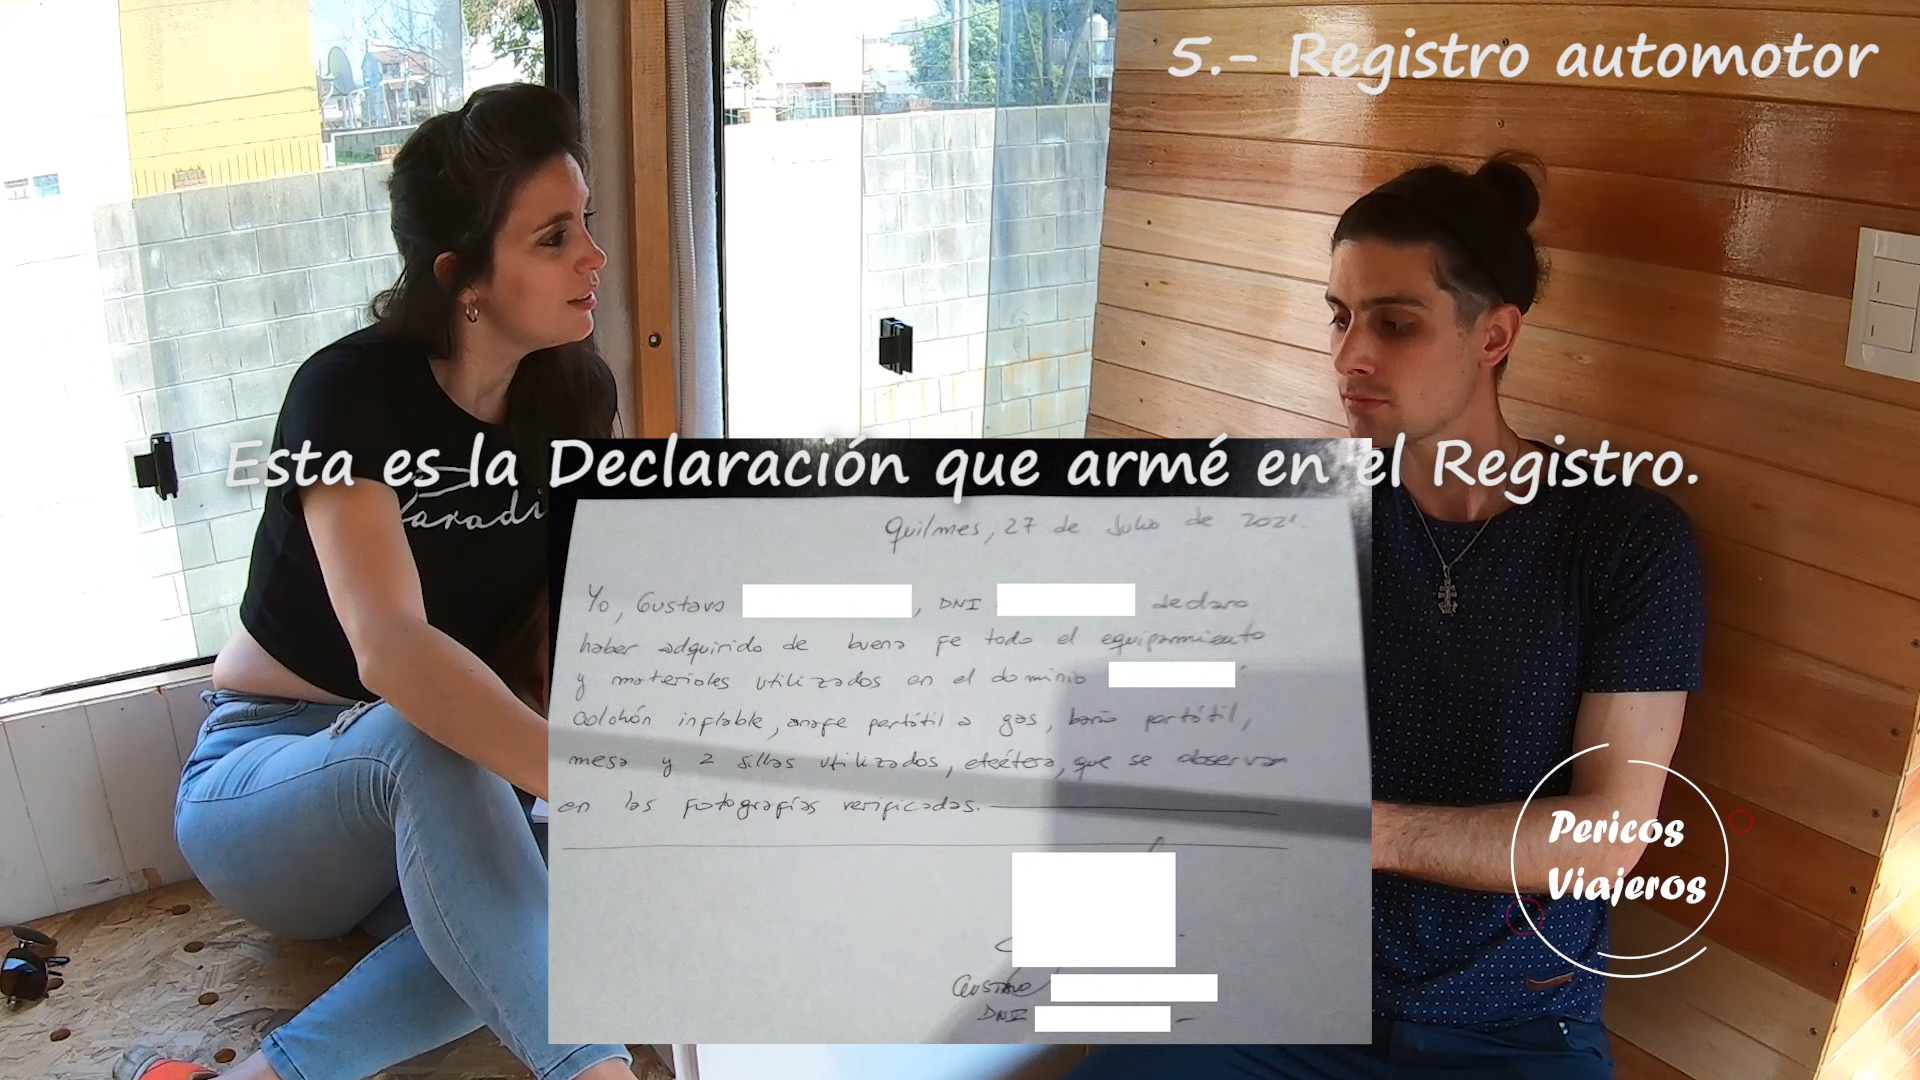 5.- Registro automotor
Esta es la Declaración que armé en el Registro.
Quilmes, 27 de Julio de 2021.
Yo, Gustavo , DNI declaro
haber adquirido de buena fe todo el equipamiento
y materiales utilizados en el dominio
colchón inflable, anafe portátil a gas, baño portátil,
mesa y 2 sillas utilizados, etcétera, que se observan
en las fotografías verificadas.
Gustavo
DNI
Pericos
Viajeros